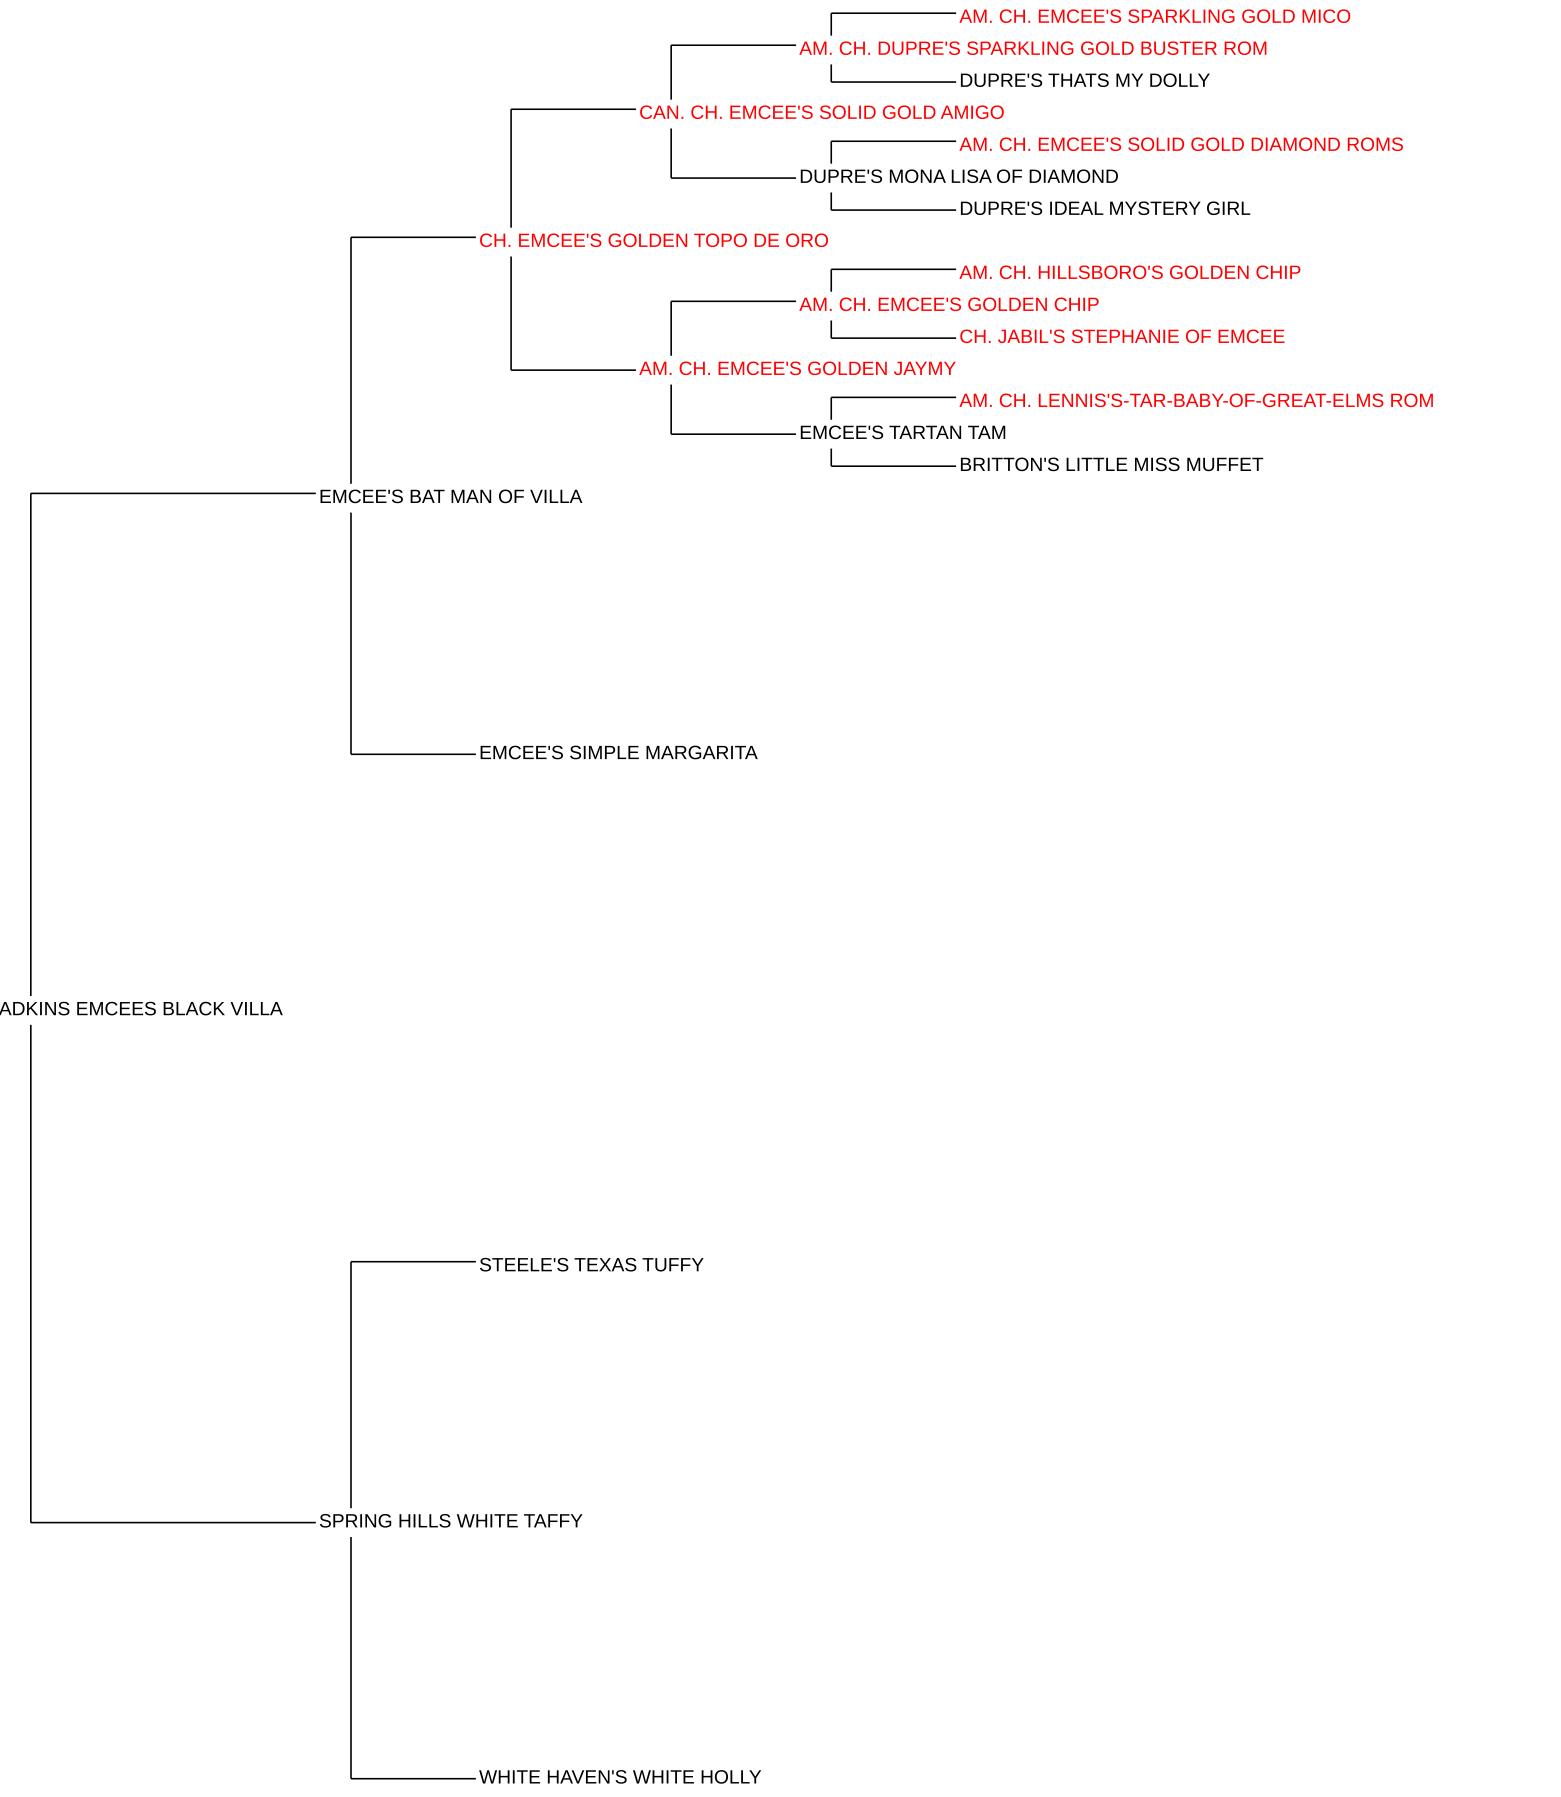 AM. CH. EMCEE'S SPARKLING GOLD MICO
AM. CH. DUPRE'S SPARKLING GOLD BUSTER ROM
DUPRE'S THATS MY DOLLY
CAN. CH. EMCEE'S SOLID GOLD AMIGO
AM. CH. EMCEE'S SOLID GOLD DIAMOND ROMS
DUPRE'S MONA LISA OF DIAMOND
DUPRE'S IDEAL MYSTERY GIRL
CH. EMCEE'S GOLDEN TOPO DE ORO
AM. CH. HILLSBORO'S GOLDEN CHIP
AM. CH. EMCEE'S GOLDEN CHIP
CH. JABIL'S STEPHANIE OF EMCEE
AM. CH. EMCEE'S GOLDEN JAYMY
AM. CH. LENNIS'S-TAR-BABY-OF-GREAT-ELMS ROM
EMCEE'S TARTAN TAM
BRITTON'S LITTLE MISS MUFFET
EMCEE'S BAT MAN OF VILLA
EMCEE'S SIMPLE MARGARITA
ADKINS EMCEES BLACK VILLA
STEELE'S TEXAS TUFFY
SPRING HILLS WHITE TAFFY
WHITE HAVEN'S WHITE HOLLY